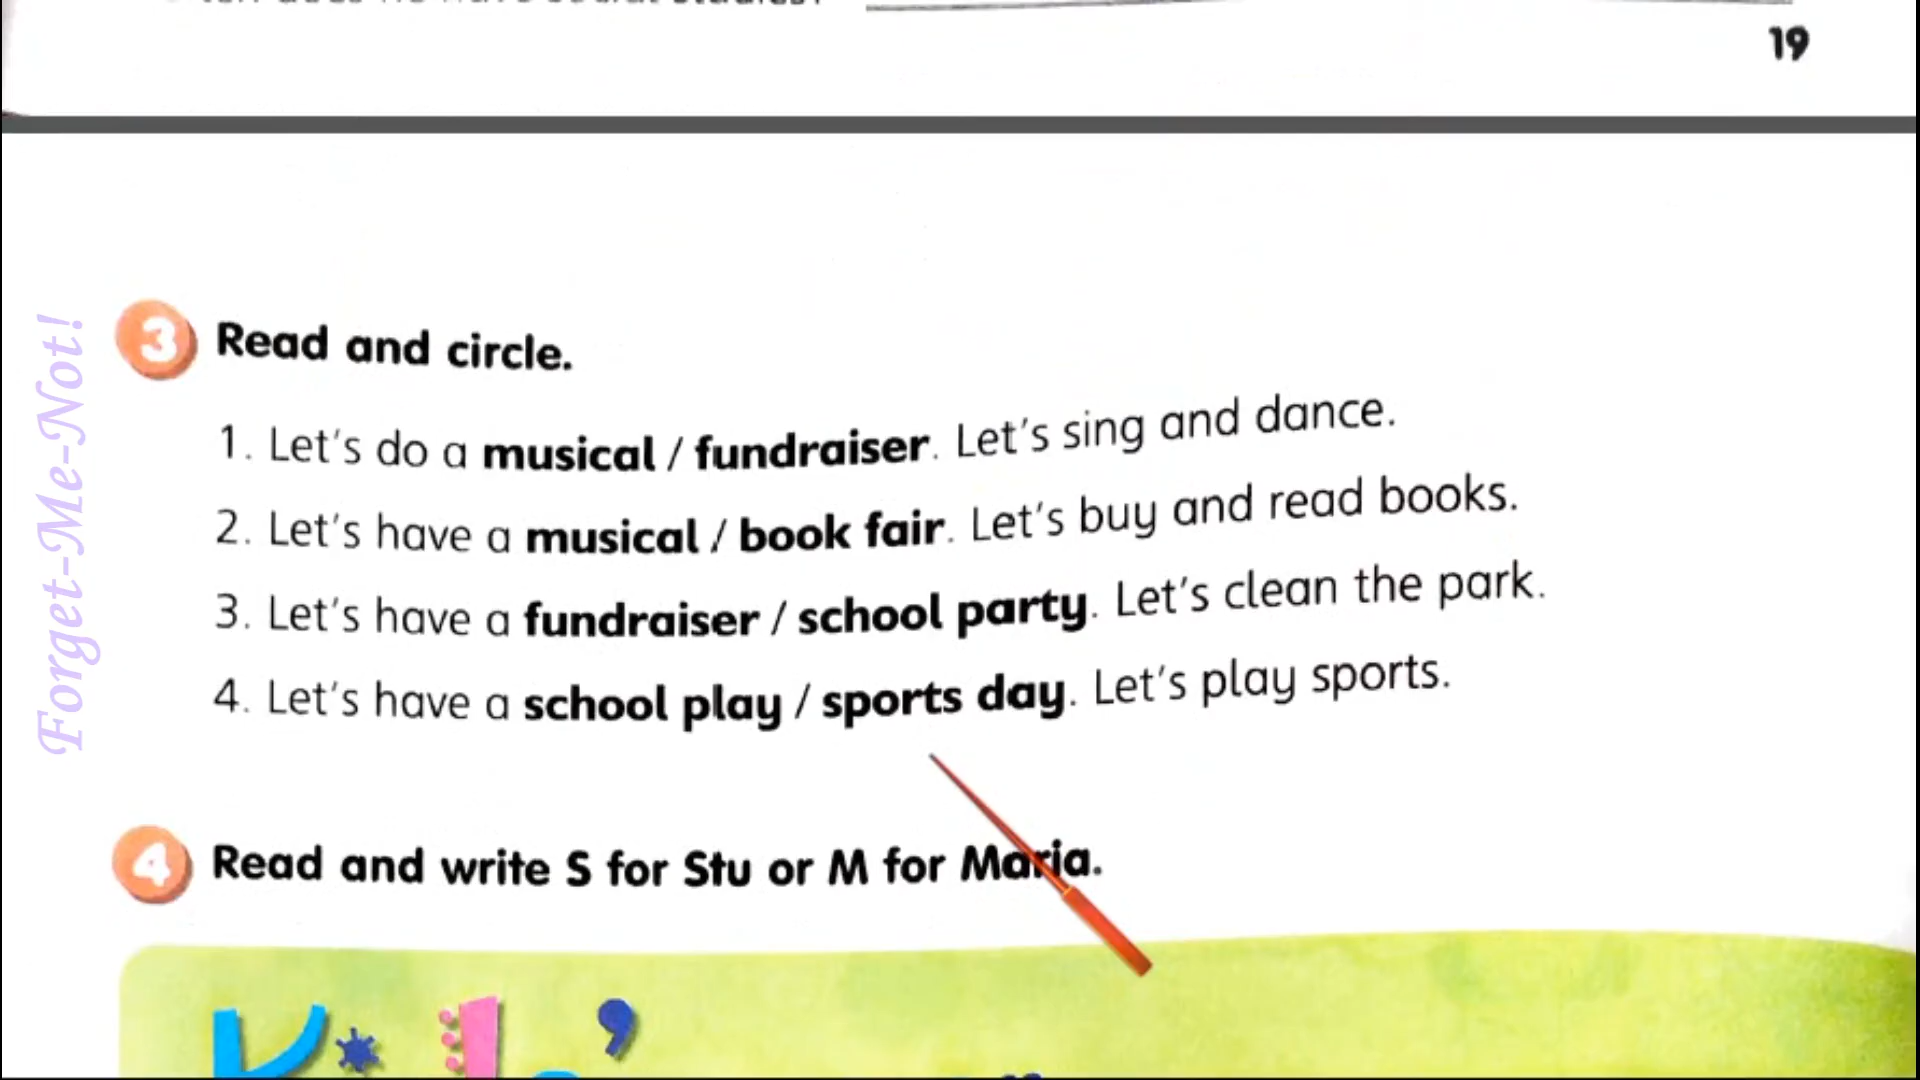 social studies?
19
Forget-Me-Not!
3 Read and circle.
1. Let's do a musical / fundraiser. Let's sing and dance.
2. Let's have a musical / book fair. Let's buy and read books.
3. Let's have a fundraiser / school party. Let's clean the park.
4. Let's have a school play / sports day. Let's play sports.
4 Read and write S for Stu or M for Maria.